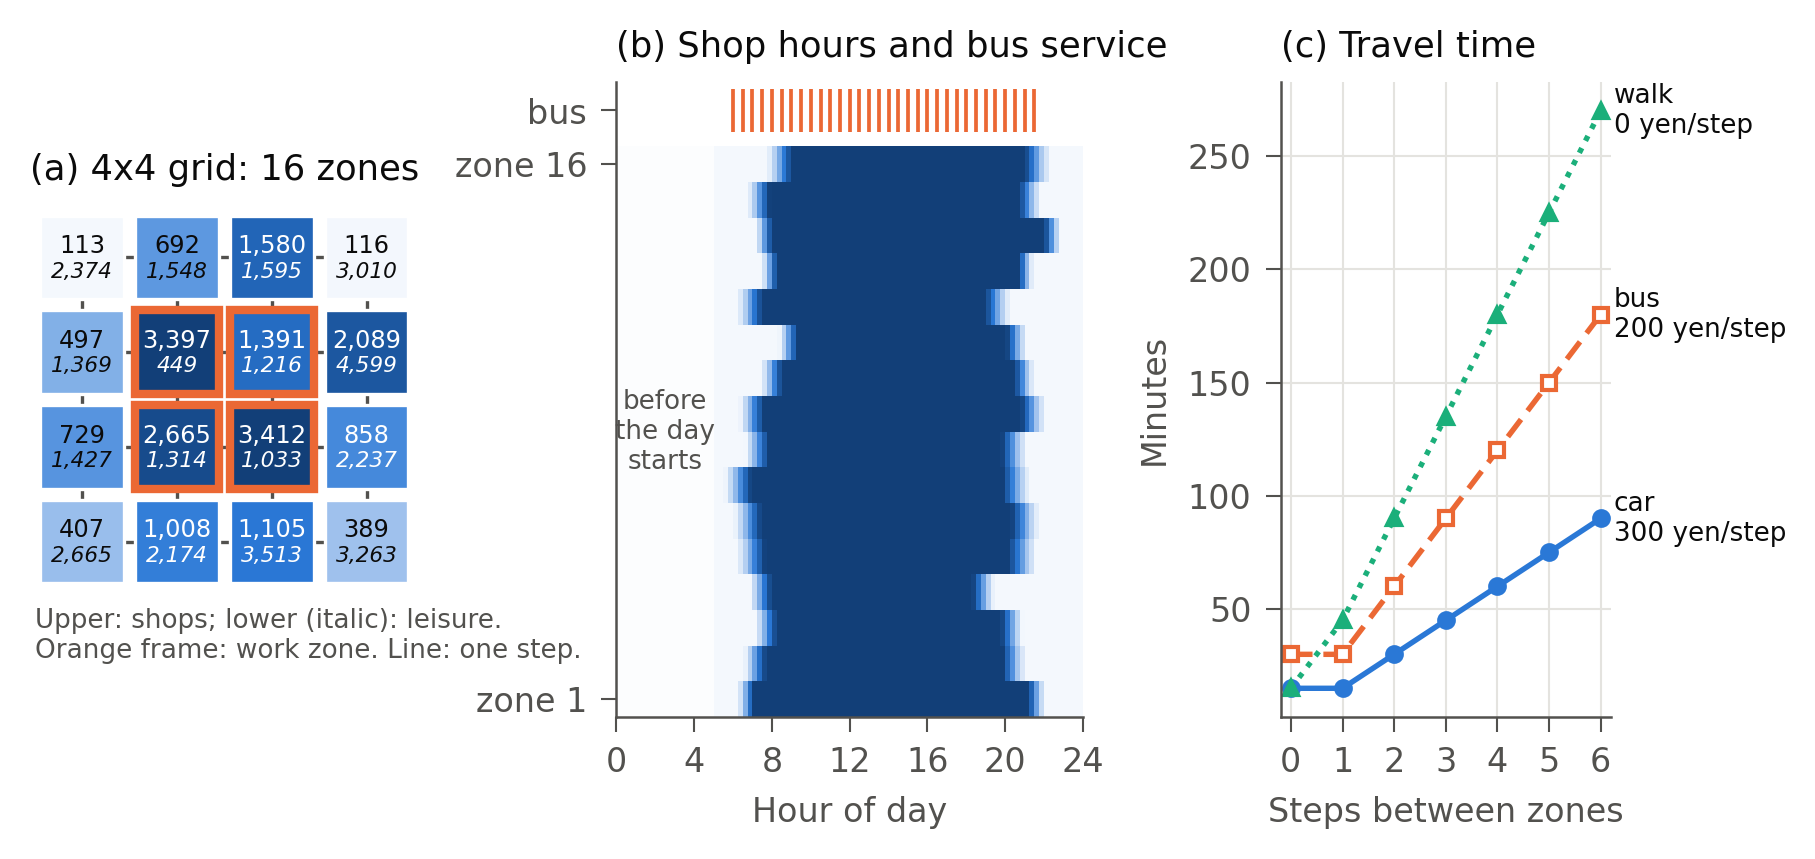 (a) 4x4 grid: 16 zones
113 692 1,580 116
2,374 1,548 1,595 3,010
497 3,397 1,391 2,089
1,369 449 1,216 4,599
729 2,665 3,412 858
1,427 1,314 1,033 2,237
407 1,008 1,105 389
2,665 2,174 3,513 3,263
Upper: shops; lower (italic): leisure.
Orange frame: work zone. Line: one step.
(b) Shop hours and bus service
bus
zone 16
before
the day
starts
zone 1
0 4 8 12 16 20 24
Hour of day
(c) Travel time
Minutes
250
200
150
100
50
walk
0 yen/step
bus
200 yen/step
car
300 yen/step
0 1 2 3 4 5 6
Steps between zones